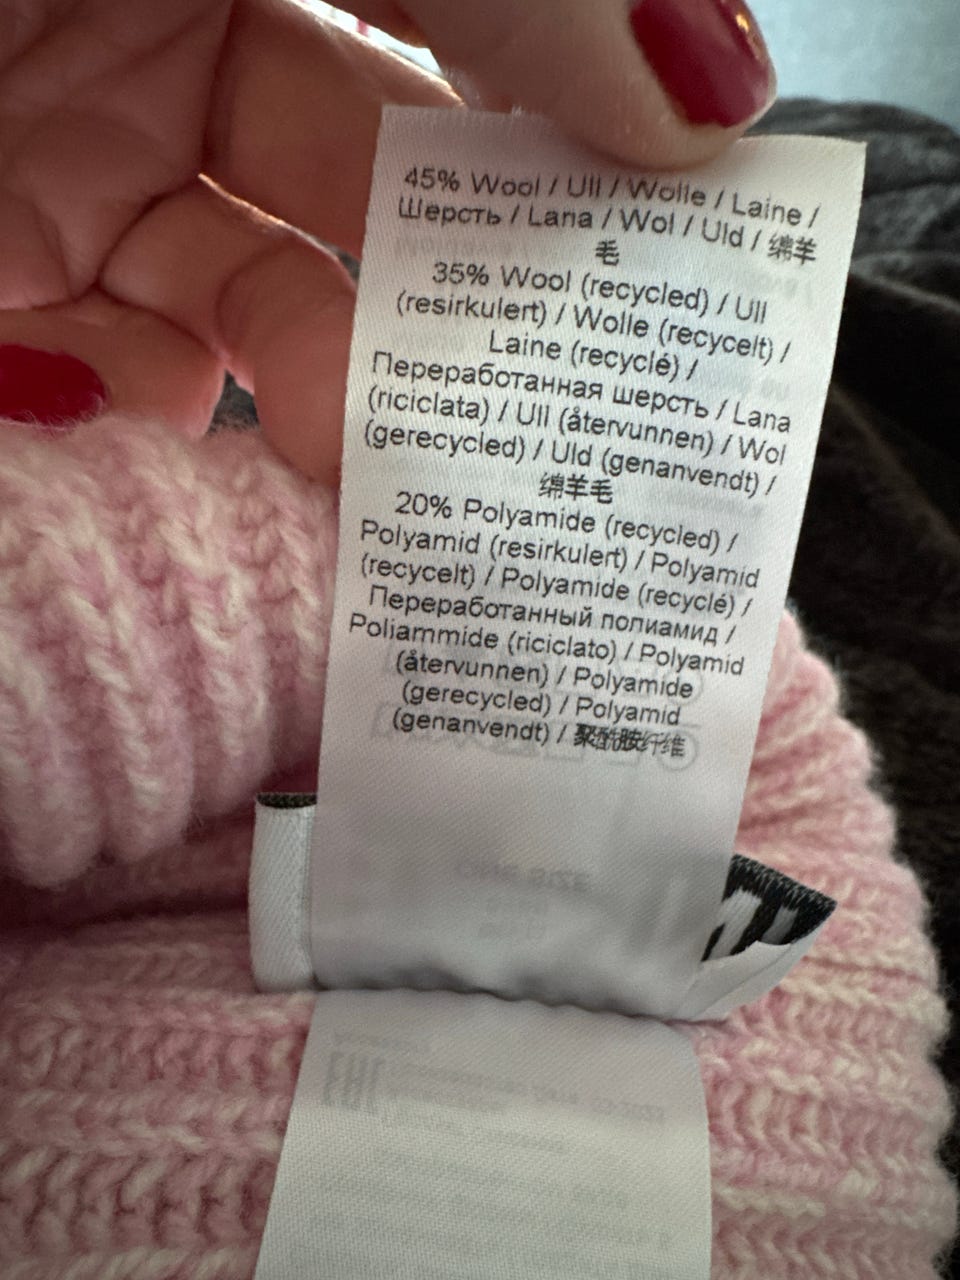 45% Wool / Ull / Wolle / Laine /
Шерсть / Lana / Wol / Uld / 绵羊
毛
35% Wool (recycled) / Ull
(resirkulert) / Wolle (recycelt) /
Laine (recyclé) /
Переработанная шерсть / Lana
(riciclata) / Ull (återvunnen) / Wol
(gerecycled) / Uld (genanvendt) /
绵羊毛
20% Polyamide (recycled) /
Polyamid (resirkulert) / Polyamid
(recycelt) / Polyamide (recyclé) /
Переработанный полиамид /
Poliammide (riciclato) / Polyamid
(återvunnen) / Polyamide
(gerecycled) / Polyamid
(genanvendt) / 聚酰胺纤维
ONE SIZE
EAC